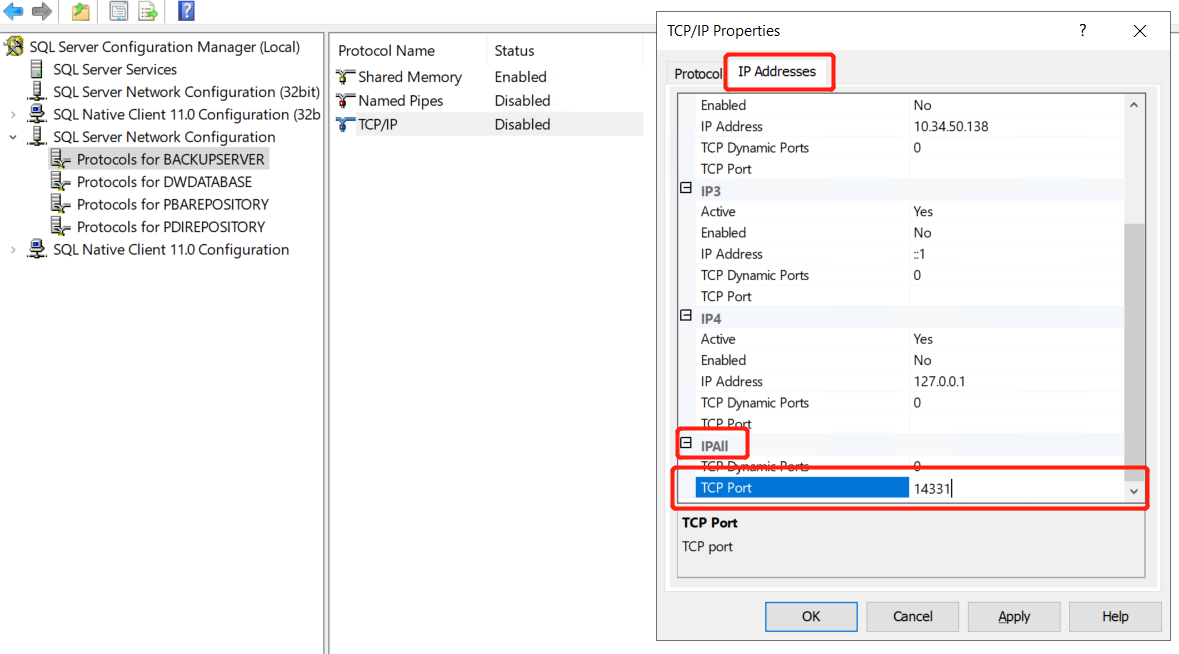 SQL Server Configuration Manager (Local)
SQL Server Services
SQL Server Network Configuration (32bit)
SQL Native Client 11.0 Configuration (32b
SQL Server Network Configuration
Protocols for BACKUPSERVER
Protocols for DWDATABASE
Protocols for PBAREPOSITORY
Protocols for PDIREPOSITORY
SQL Native Client 11.0 Configuration
Protocol Name Status
Shared Memory Enabled
Named Pipes Disabled
TCP/IP Disabled
TCP/IP Properties ?
Protocol IP Addresses
Enabled No
IP Address 10.34.50.138
TCP Dynamic Ports 0
TCP Port
IP3
Active Yes
Enabled No
IP Address ::1
TCP Dynamic Ports 0
TCP Port
IP4
Active Yes
Enabled No
IP Address 127.0.0.1
TCP Dynamic Ports 0
TCP Port
IPAll
TCP Dynamic Ports 0
TCP Port 14331
TCP Port
TCP port
OK Cancel Apply Help